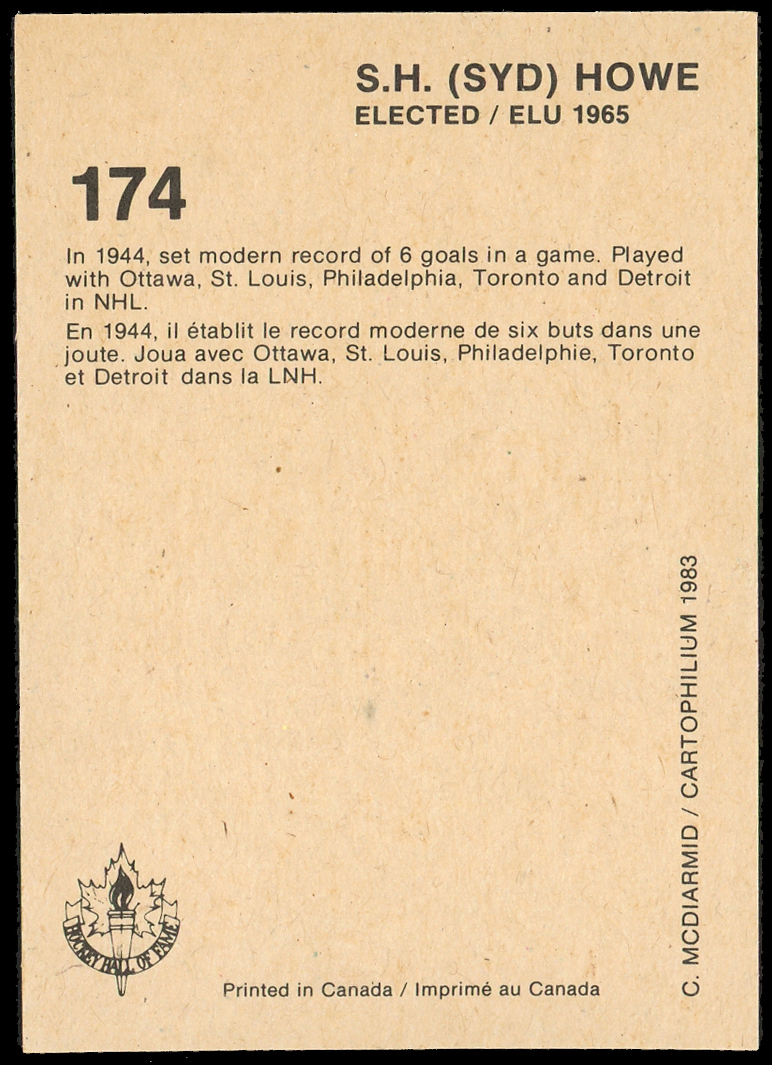 S.H. (SYD) HOWE
ELECTED / ELU 1965
174
In 1944, set modern record of 6 goals in a game. Played
with Ottawa, St. Louis, Philadelphia, Toronto and Detroit
in NHL.
En 1944, il établit le record moderne de six buts dans une
joute. Joua avec Ottawa, St. Louis, Philadelphie, Toronto
et Detroit dans la LNH.
C. MCDIARMID / CARTOPHILIUM 1983
HOCKEY HALL OF FAME
Printed in Canada / Imprimé au Canada